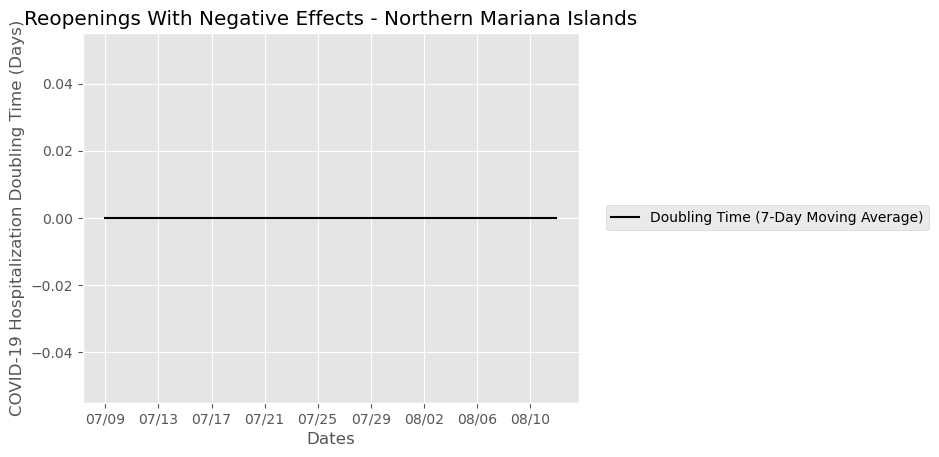 Reopenings With Negative Effects - Northern Mariana Islands
COVID-19 Hospitalization Doubling Time (Days)
0.04
0.02
0.00
−0.02
−0.04
07/09 07/13 07/17 07/21 07/25 07/29 08/02 08/06 08/10
Dates
Doubling Time (7-Day Moving Average)